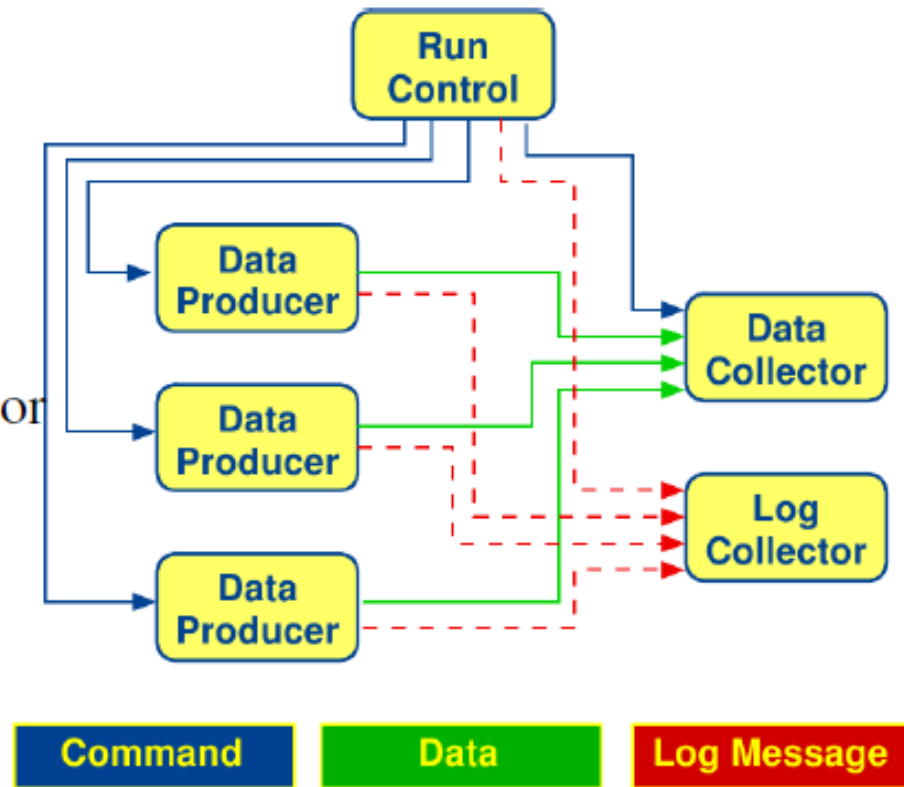 Run
Control
Data
Producer
Data
Collector
or
Data
Producer
Log
Collector
Data
Producer
Command
Data
Log Message